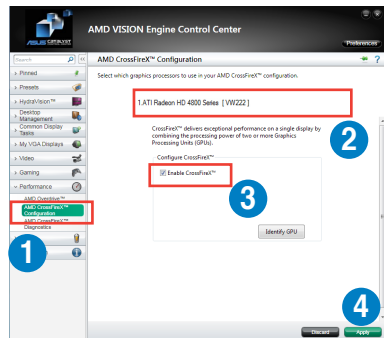 AMD VISION Engine Control Center
ASUS CATALYST
Preferences
Search
AMD CrossFireX™ Configuration
?
Pinned
Presets
HydraVision™
Desktop
Management
Common Display
Tasks
My VGA Displays
Video
Gaming
Performance
AMD Overdrive™
AMD CrossFireX™
Configuration
AMD CrossFireX™
Diagnostics
Select which graphics processors to use in your AMD CrossFireX™ configuration.
1.ATI Radeon HD 4800 Series [ VW222 ]
CrossFireX™ delivers exceptional performance on a single display by
combining the processing power of two or more Graphics
Processing Units (GPUs).
Configure CrossFireX™
Enable CrossFireX™
Identify GPU
1
2
3
4
Discard
Apply